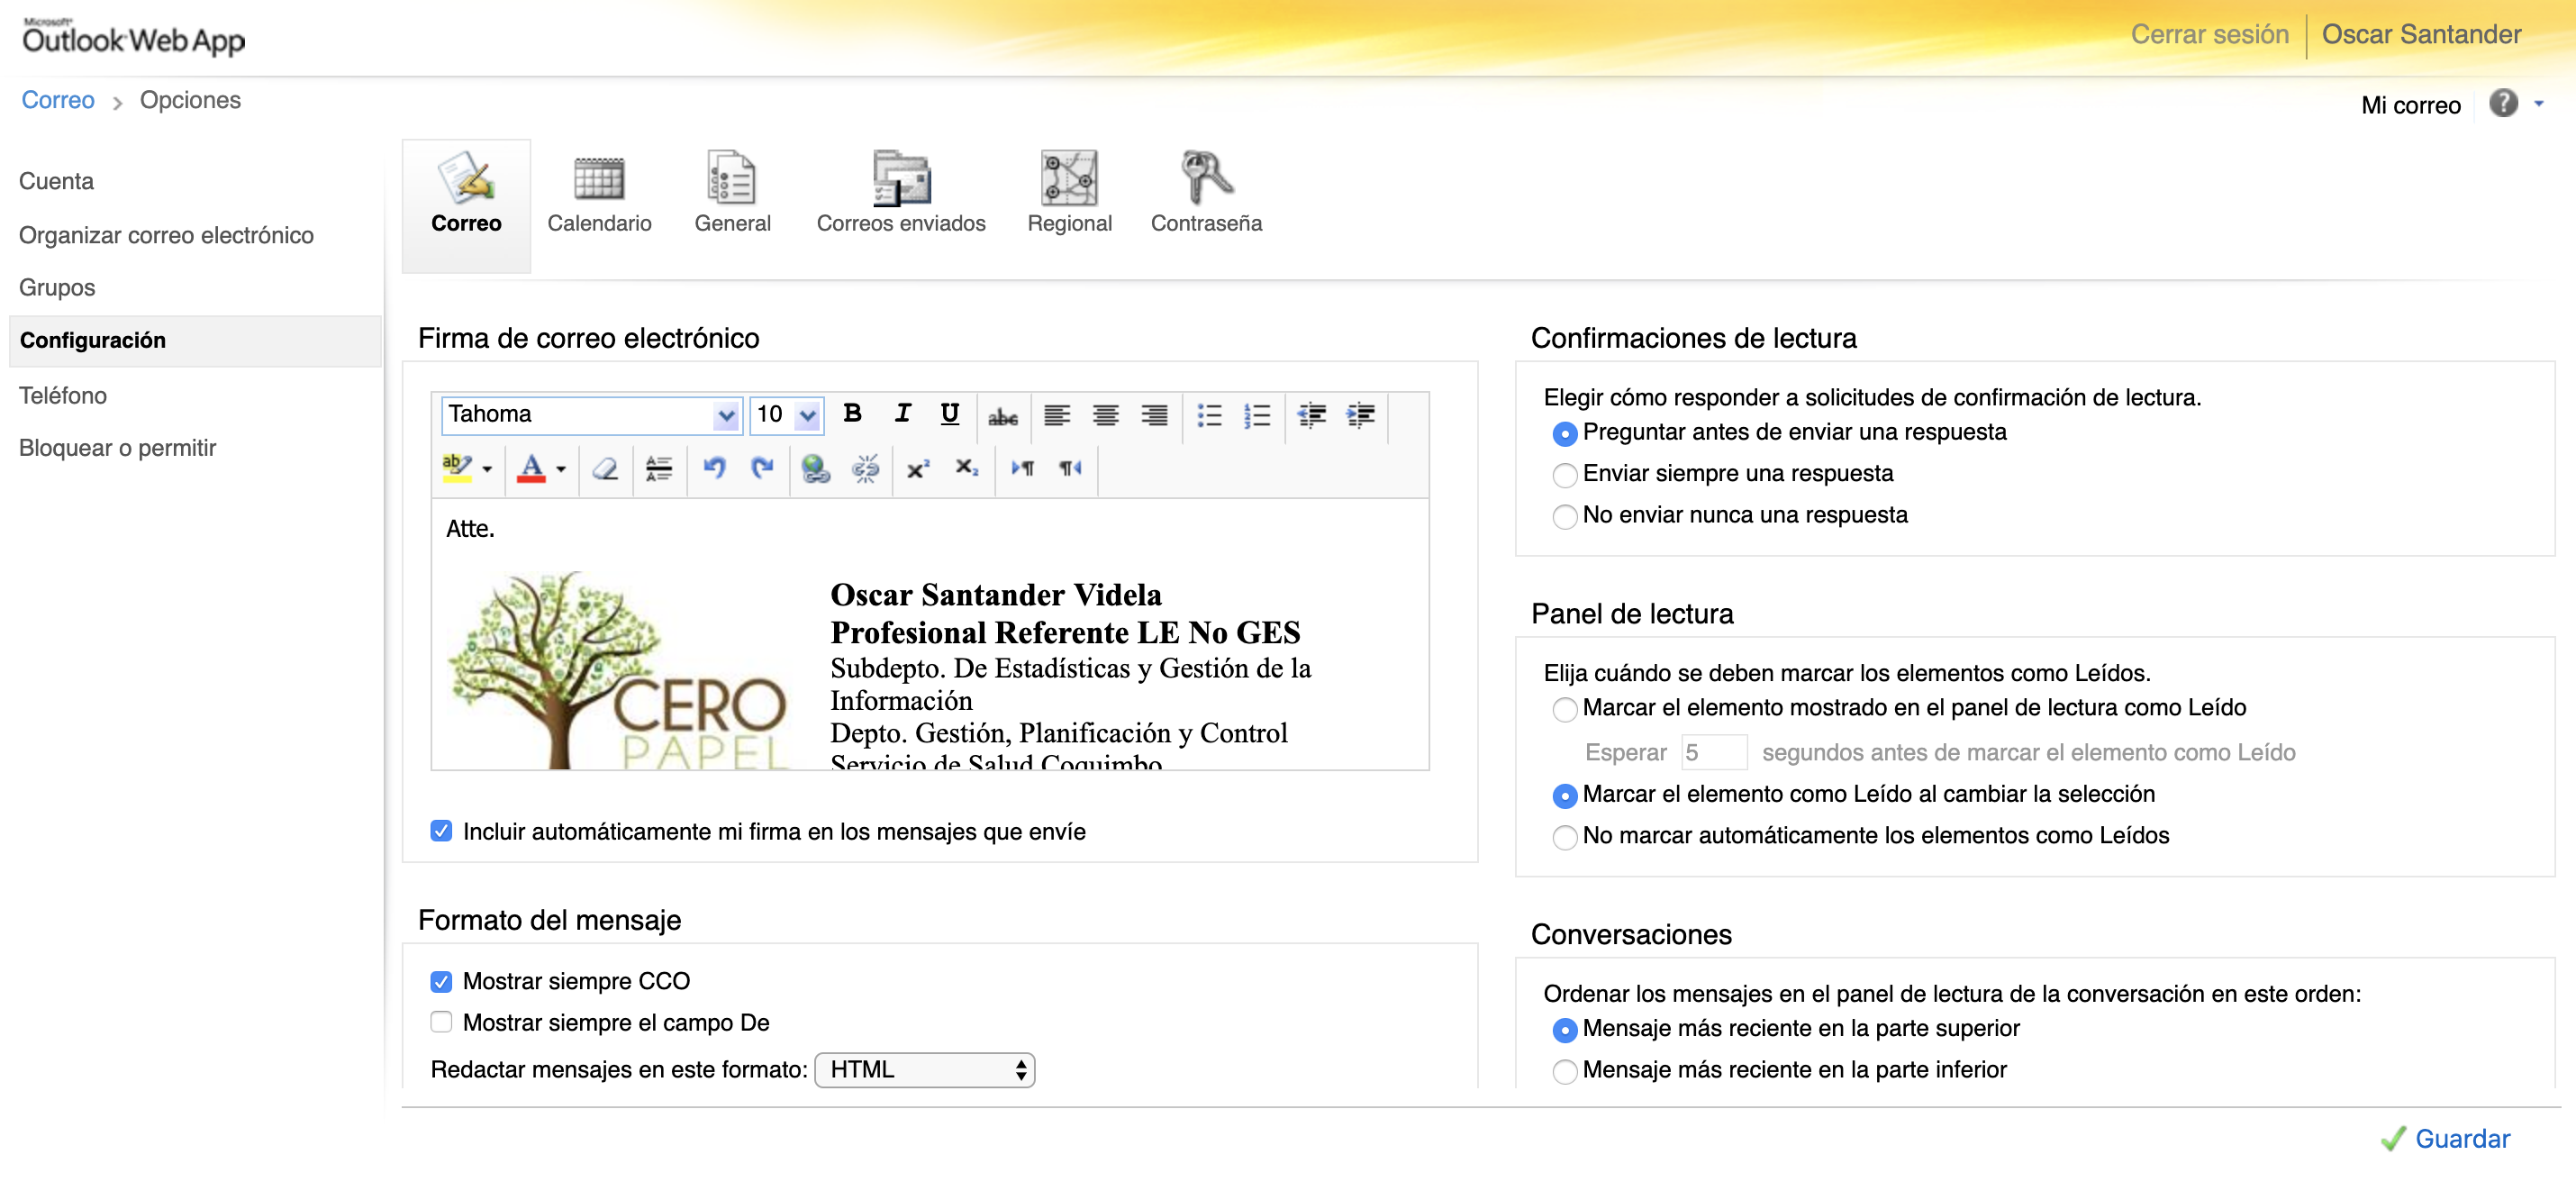 Microsoft®
Outlook Web App
Cerrar sesión
Oscar Santander
Correo
Opciones
Mi correo
?
Cuenta
Organizar correo electrónico
Grupos
Configuración
Teléfono
Bloquear o permitir
Correo
Calendario
General
Correos enviados
Regional
Contraseña
Firma de correo electrónico
Tahoma
10
B I U abc
ab A
Atte.
CERO
PAPEL
Oscar Santander Videla
Profesional Referente LE No GES
Subdepto. De Estadísticas y Gestión de la
Información
Depto. Gestión, Planificación y Control
Servicio de Salud Coquimbo
Incluir automáticamente mi firma en los mensajes que envíe
Formato del mensaje
Mostrar siempre CCO
Mostrar siempre el campo De
Redactar mensajes en este formato: HTML
Confirmaciones de lectura
Elegir cómo responder a solicitudes de confirmación de lectura.
Preguntar antes de enviar una respuesta
Enviar siempre una respuesta
No enviar nunca una respuesta
Panel de lectura
Elija cuándo se deben marcar los elementos como Leídos.
Marcar el elemento mostrado en el panel de lectura como Leído
Esperar 5 segundos antes de marcar el elemento como Leído
Marcar el elemento como Leído al cambiar la selección
No marcar automáticamente los elementos como Leídos
Conversaciones
Ordenar los mensajes en el panel de lectura de la conversación en este orden:
Mensaje más reciente en la parte superior
Mensaje más reciente en la parte inferior
Guardar